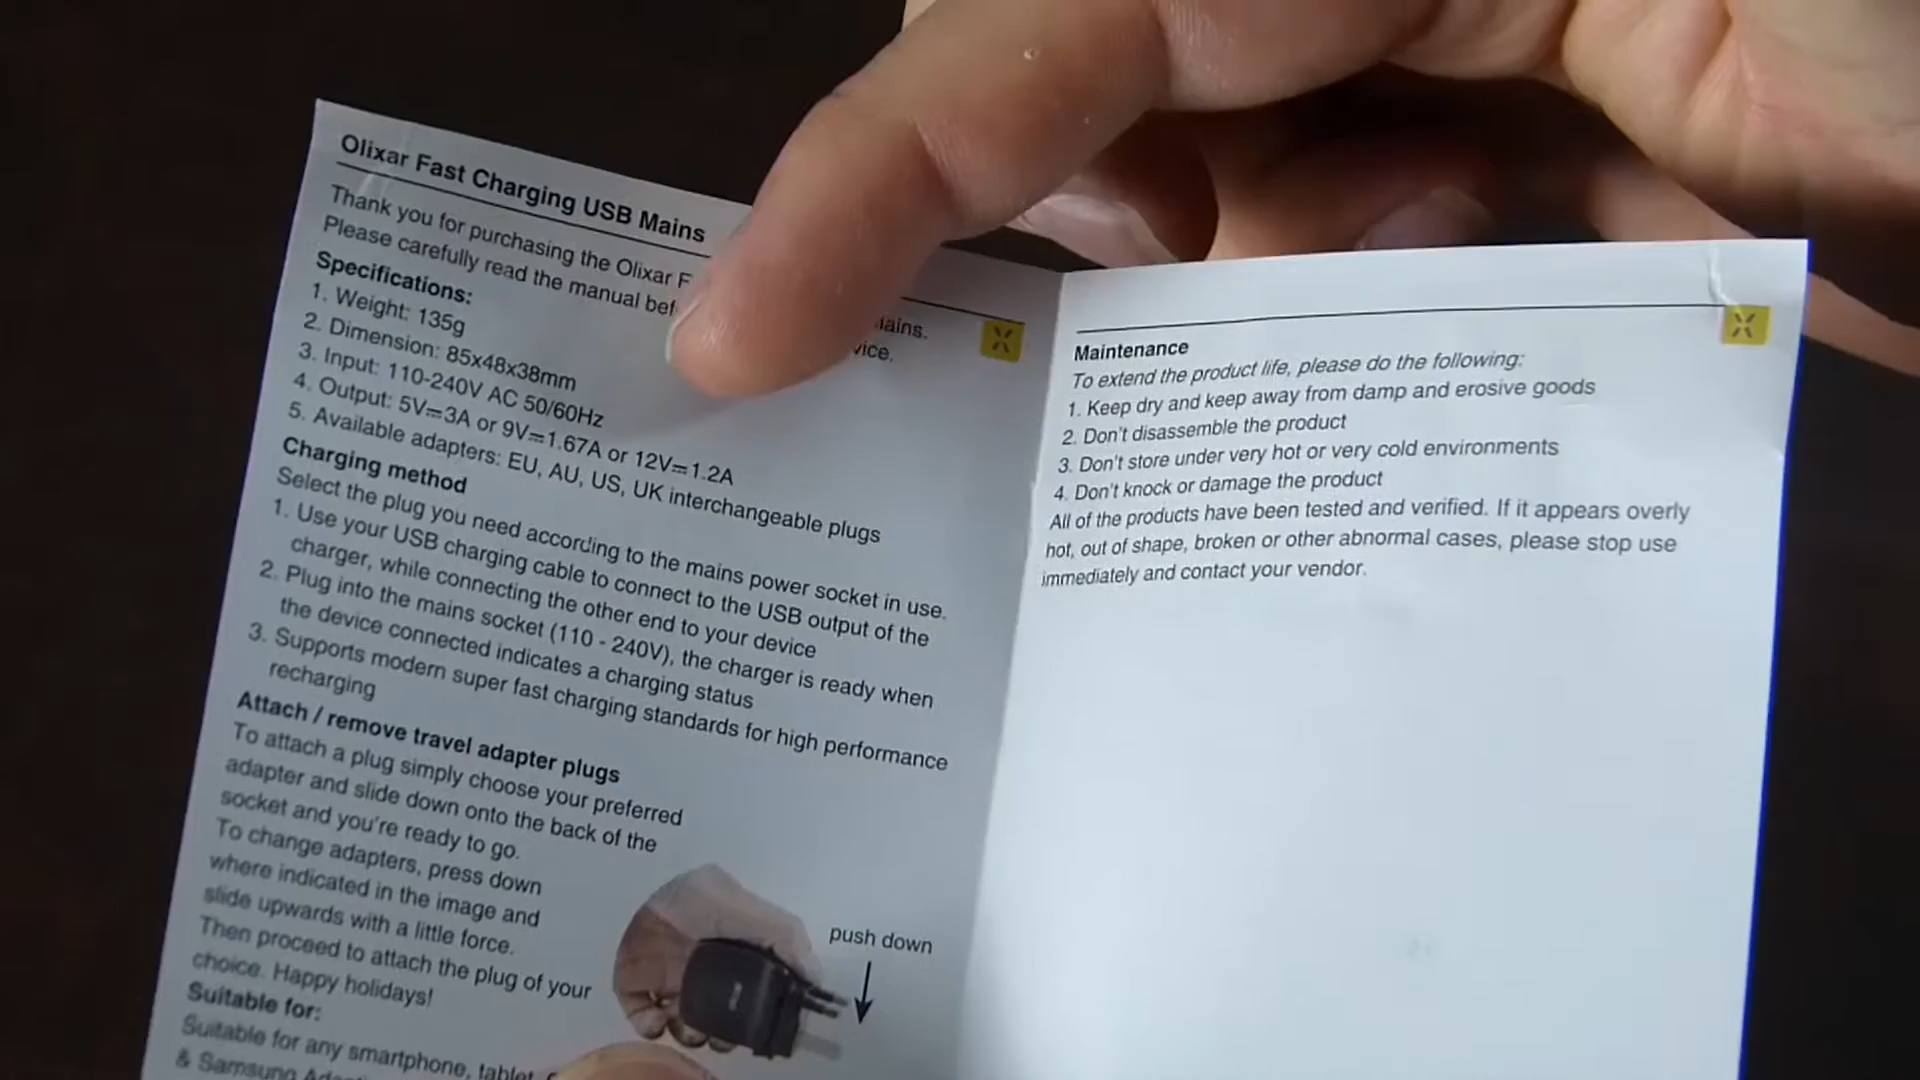 Olixar Fast Charging USB Mains
Thank you for purchasing the Olixar F ains.
Please carefully read the manual bef vice.
Specifications:
1. Weight: 135g
2. Dimension: 85x48x38mm
3. Input: 110-240V AC 50/60Hz
4. Output: 5V⎓3A or 9V⎓1.67A or 12V⎓1.2A
5. Available adapters: EU, AU, US, UK interchangeable plugs
Charging method
Select the plug you need according to the mains power socket in use.
1. Use your USB charging cable to connect to the USB output of the
charger, while connecting the other end to your device
2. Plug into the mains socket (110 - 240V), the charger is ready when
the device connected indicates a charging status
3. Supports modern super fast charging standards for high performance
recharging
Attach / remove travel adapter plugs
To attach a plug simply choose your preferred
adapter and slide down onto the back of the
socket and you're ready to go.
To change adapters, press down
where indicated in the image and
slide upwards with a little force.
Then proceed to attach the plug of your
choice. Happy holidays!
push down
Suitable for:
Suitable for any smartphone, tablet,
& Samsung
Maintenance
To extend the product life, please do the following:
1. Keep dry and keep away from damp and erosive goods
2. Don't disassemble the product
3. Don't store under very hot or very cold environments
4. Don't knock or damage the product
All of the products have been tested and verified. If it appears overly
hot, out of shape, broken or other abnormal cases, please stop use
immediately and contact your vendor.